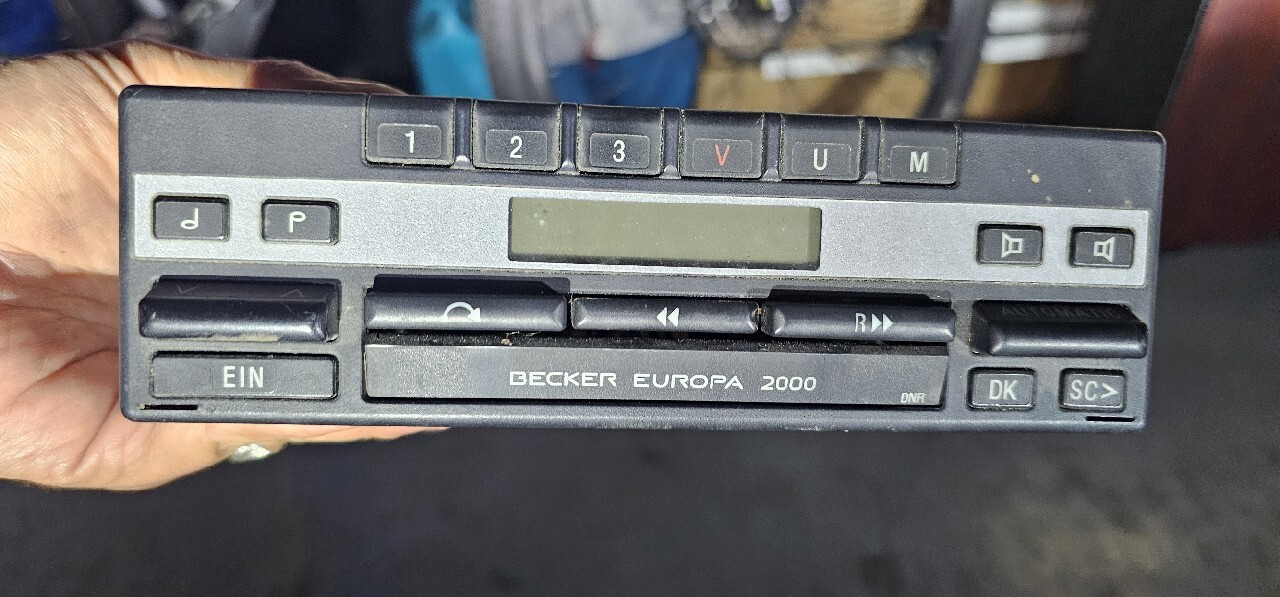 1 2 3 V U M
EIN
R
AUTOMATIC
BECKER EUROPA 2000
DNR
DK SC>